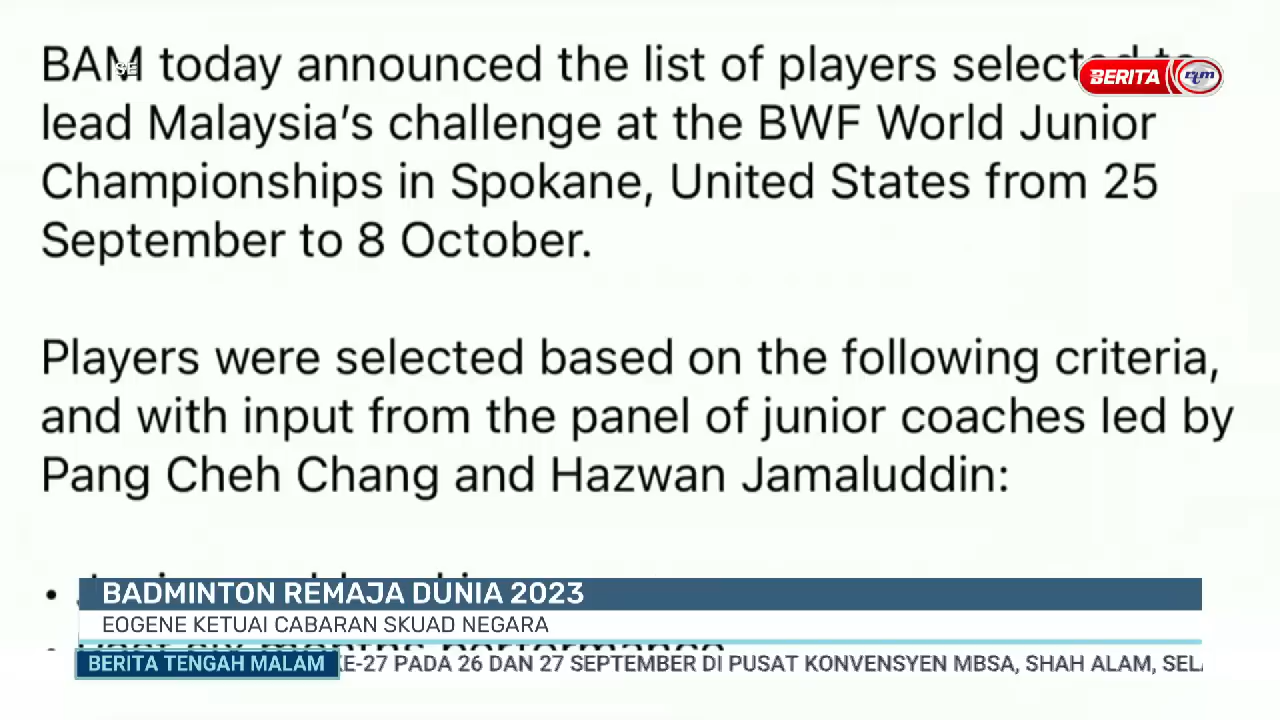 BAM today announced the list of players selected to
SE
BERITA rtm
lead Malaysia's challenge at the BWF World Junior
Championships in Spokane, United States from 25
September to 8 October.
Players were selected based on the following criteria,
and with input from the panel of junior coaches led by
Pang Cheh Chang and Hazwan Jamaluddin:
BADMINTON REMAJA DUNIA 2023
EOGENE KETUAI CABARAN SKUAD NEGARA
BERITA TENGAH MALAM
KE-27 PADA 26 DAN 27 SEPTEMBER DI PUSAT KONVENSYEN MBSA, SHAH ALAM,